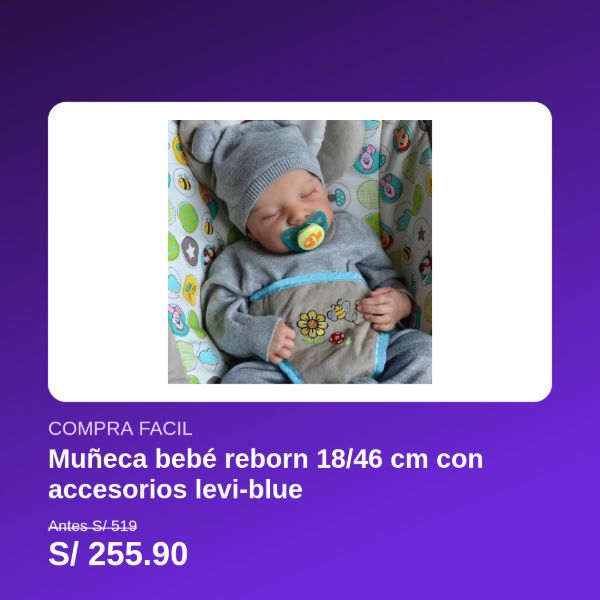 COMPRA FACIL
Muñeca bebé reborn 18/46 cm con
accesorios levi-blue
Antes S/ 519
S/ 255.90